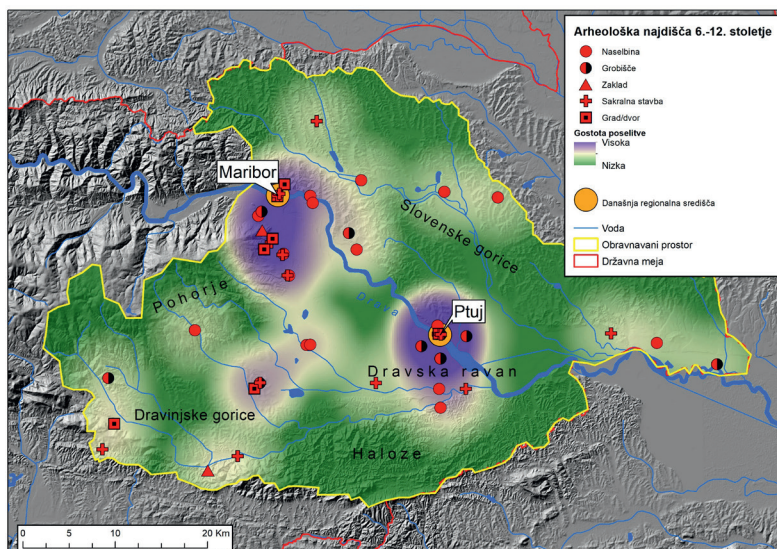 Arheološka najdišča 6.-12. stoletje
Naselbina
Grobišče
Zaklad
Sakralna stavba
Grad/dvor
Gostota poselitve
Visoka
Nizka
Današnja regionalna središča
Voda
Obravnavani prostor
Državna meja
Maribor
Slovenske gorice
Pohorje
Drava
Ptuj
Dravska ravan
Dravinjske gorice
Haloze
0 5 10 20 Km